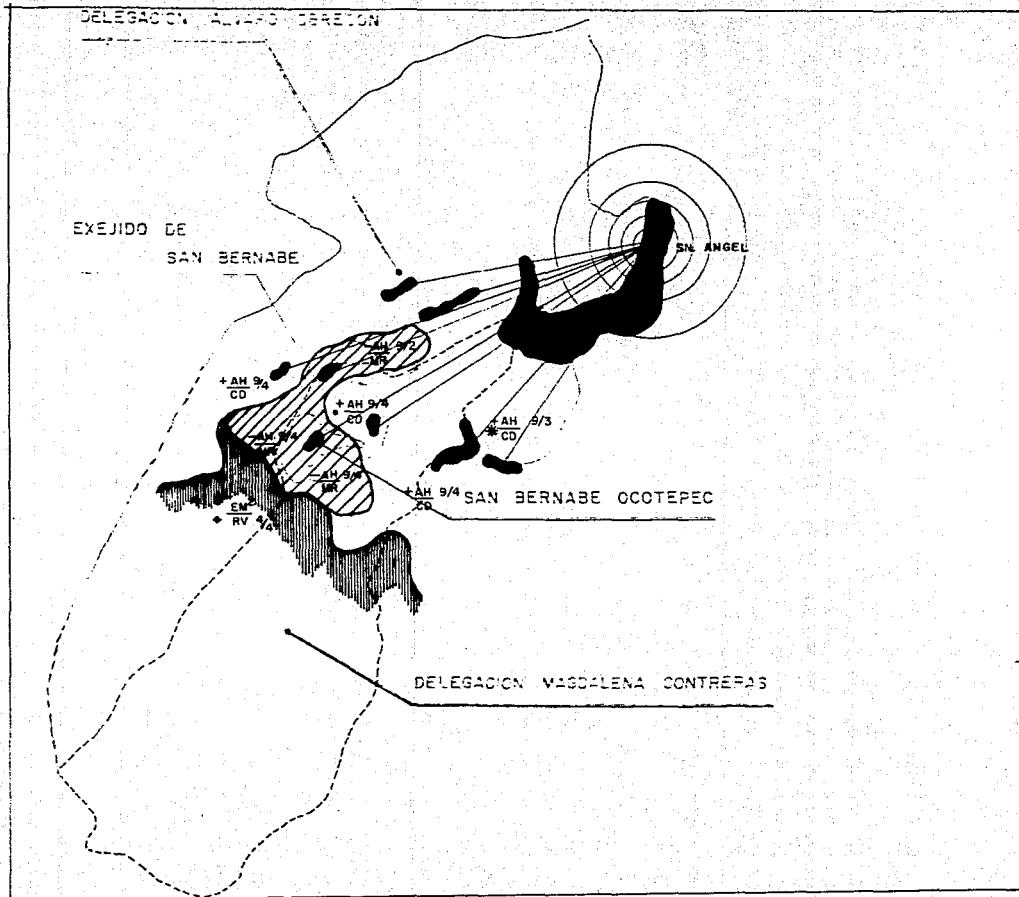 DELEGACION ALVARO OBREGON
EXEJIDO DE
SAN BERNABE
SN. ANGEL
-AH 9/2
MR
+AH 9/4
CD
+AH 9/4
CD
+AH 9/3
CD
-AH 9/4
-AH 9/4
MR
+AH 9/4
CD
SAN BERNABE OCOTEPEC
EM
RV 4/4
DELEGACION MAGDALENA CONTRERAS